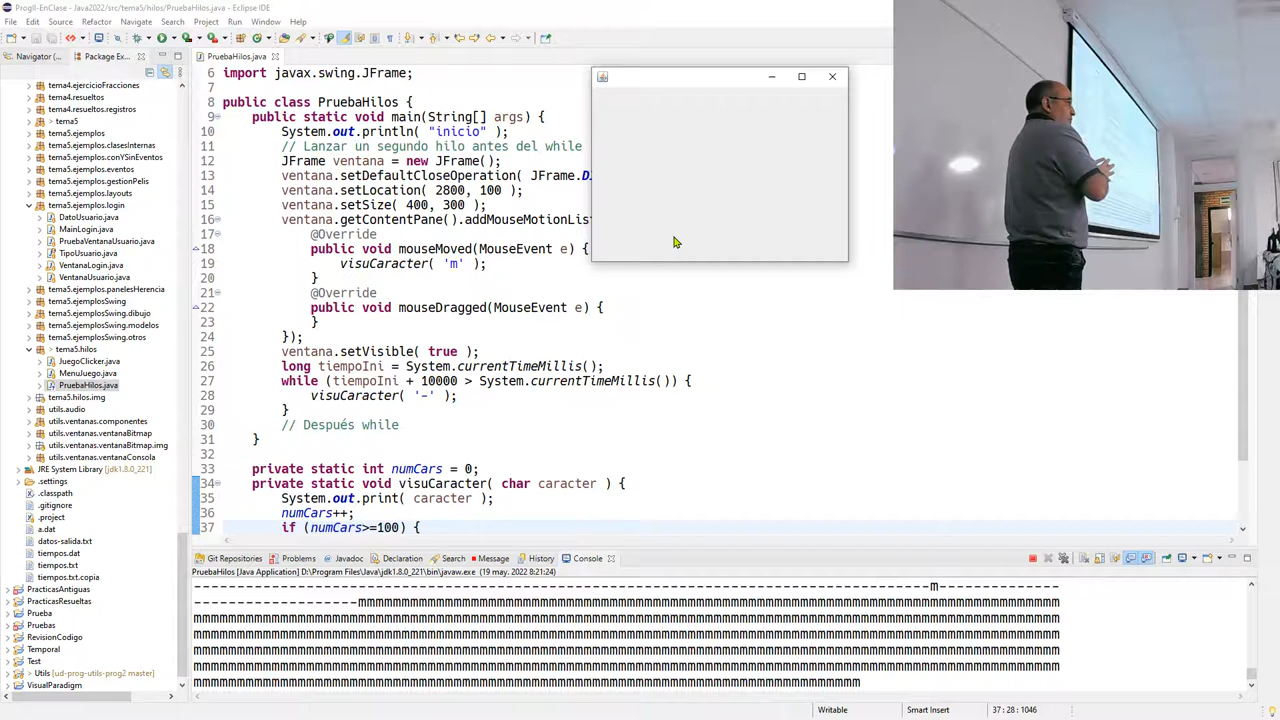 ProgII-EnClase - Java2022/src/tema5/hilos/PruebaHilos.java - Eclipse IDE
File Edit Source Refactor Navigate Search Project Run Window Help
Navigator (... Package Ex...
PruebaHilos.java
tema4.ejercicioFracciones
tema4.resueltos
tema4.resueltos.registros
tema5
tema5.ejemplos
tema5.ejemplos.clasesInternas
tema5.ejemplos.conYSinEventos
tema5.ejemplos.eventos
tema5.ejemplos.gestionPelis
tema5.ejemplos.layouts
tema5.ejemplos.login
DatoUsuario.java
MainLogin.java
PruebaVentanaUsuario.java
TipoUsuario.java
VentanaLogin.java
VentanaUsuario.java
tema5.ejemplos.panelesHerencia
tema5.ejemplosSwing
tema5.ejemplosSwing.dibujo
tema5.ejemplosSwing.modelos
tema5.ejemplosSwing.otros
tema5.hilos
JuegoClicker.java
MenuJuego.java
PruebaHilos.java
tema5.hilos.img
utils.audio
utils.ventanas.componentes
utils.ventanas.ventanaBitmap
utils.ventanas.ventanaBitmap.img
utils.ventanas.ventanaConsola
JRE System Library [jdk1.8.0_221]
.settings
.classpath
.gitignore
.project
a.dat
datos-salida.txt
tiempos.dat
tiempos.txt
tiempos.txt.copia
PracticasAntiguas
PracticasResueltas
Prueba
Pruebas
RevisionCodigo
Temporal
Test
Utils [ud-prog-utils-prog2 master]
VisualParadigm
6 import javax.swing.JFrame;
7
8 public class PruebaHilos {
9 public static void main(String[] args) {
10 System.out.println( "inicio" );
11 // Lanzar un segundo hilo antes del while
12 JFrame ventana = new JFrame();
13 ventana.setDefaultCloseOperation( JFrame.D
14 ventana.setLocation( 2800, 100 );
15 ventana.setSize( 400, 300 );
16 ventana.getContentPane().addMouseMotionList
17 @Override
18 public void mouseMoved(MouseEvent e) {
19 visuCaracter( 'm' );
20 }
21 @Override
22 public void mouseDragged(MouseEvent e) {
23 }
24 });
25 ventana.setVisible( true );
26 long tiempoIni = System.currentTimeMillis();
27 while (tiempoIni + 10000 > System.currentTimeMillis()) {
28 visuCaracter( '-' );
29 }
30 // Después while
31 }
32
33 private static int numCars = 0;
34 private static void visuCaracter( char caracter ) {
35 System.out.print( caracter );
36 numCars++;
37 if (numCars>=100) {
Git Repositories Problems Javadoc Declaration Search Message History Console
PruebaHilos [Java Application] D:\Program Files\Java\jdk1.8.0_221\bin\javaw.exe (19 may. 2022 8:21:24)
Writable Smart Insert 37 : 28 : 1046